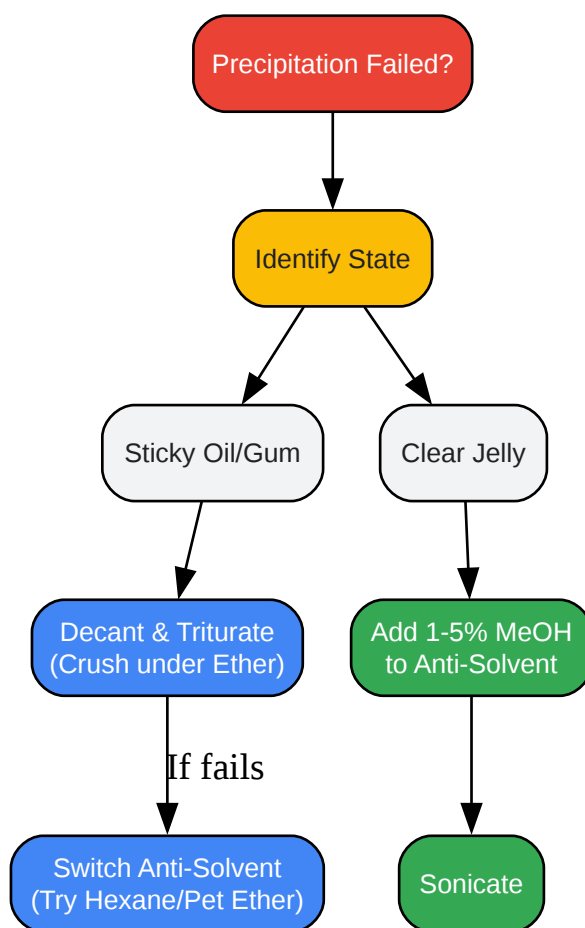 Precipitation Failed?
Identify State
Sticky Oil/Gum
Clear Jelly
Decant & Triturate
(Crush under Ether)
Add 1-5% MeOH
to Anti-Solvent
If fails
Switch Anti-Solvent
(Try Hexane/Pet Ether)
Sonicate